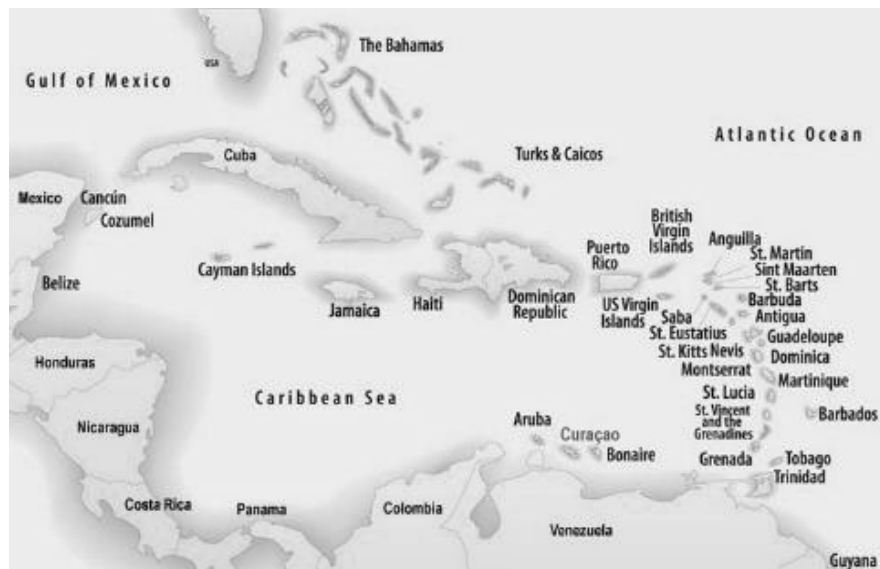 The Bahamas
USA
Gulf of Mexico
Atlantic Ocean
Cuba
Turks & Caicos
Mexico
Cancún
Cozumel
British
Virgin
Islands
Anguilla
Puerto
Rico
St. Martin
Sint Maarten
St. Barts
Cayman Islands
Belize
Jamaica
Haiti
Dominican
Republic
US Virgin
Islands
Barbuda
Saba
Antigua
St. Eustatius
Guadeloupe
St. Kitts Nevis
Dominica
Honduras
Montserrat
Martinique
Caribbean Sea
St. Lucia
St. Vincent
and the
Grenadines
Barbados
Nicaragua
Aruba
Curaçao
Bonaire
Grenada
Tobago
Trinidad
Costa Rica
Panama
Colombia
Venezuela
Guyana